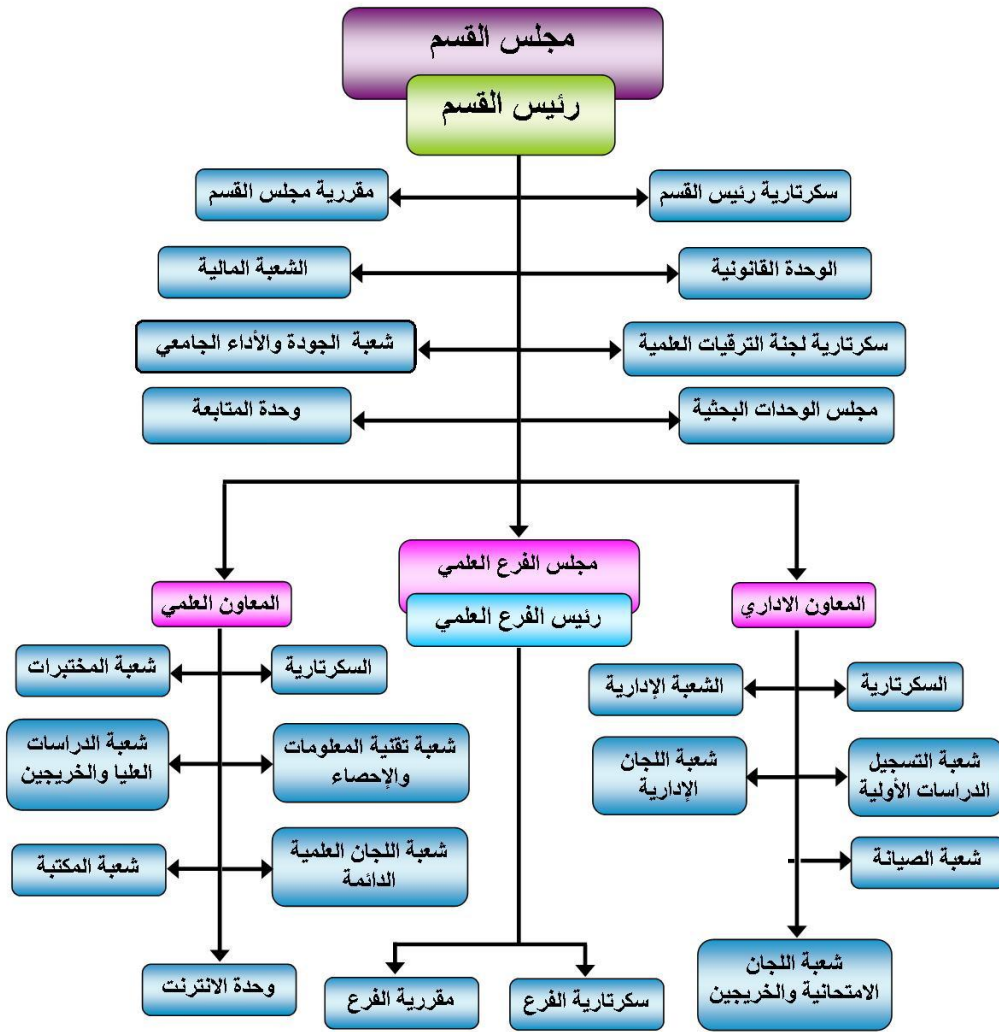 مجلس القسم
رئيس القسم
سكرتارية رئيس القسم
مقررية مجلس القسم
الوحدة القانونية
الشعبة المالية
سكرتارية لجنة الترقيات العلمية
شعبة الجودة والأداء الجامعي
مجلس الوحدات البحثية
وحدة المتابعة
المعاون الاداري
السكرتارية
الشعبة الإدارية
شعبة التسجيل
الدراسات الأولية
شعبة اللجان
الإدارية
شعبة الصيانة
شعبة اللجان
الامتحانية والخريجين
مجلس الفرع العلمي
رئيس الفرع العلمي
سكرتارية الفرع
مقررية الفرع
المعاون العلمي
السكرتارية
شعبة المختبرات
شعبة تقنية المعلومات
والإحصاء
شعبة الدراسات
العليا والخريجين
شعبة اللجان العلمية
الدائمة
شعبة المكتبة
وحدة الانترنت